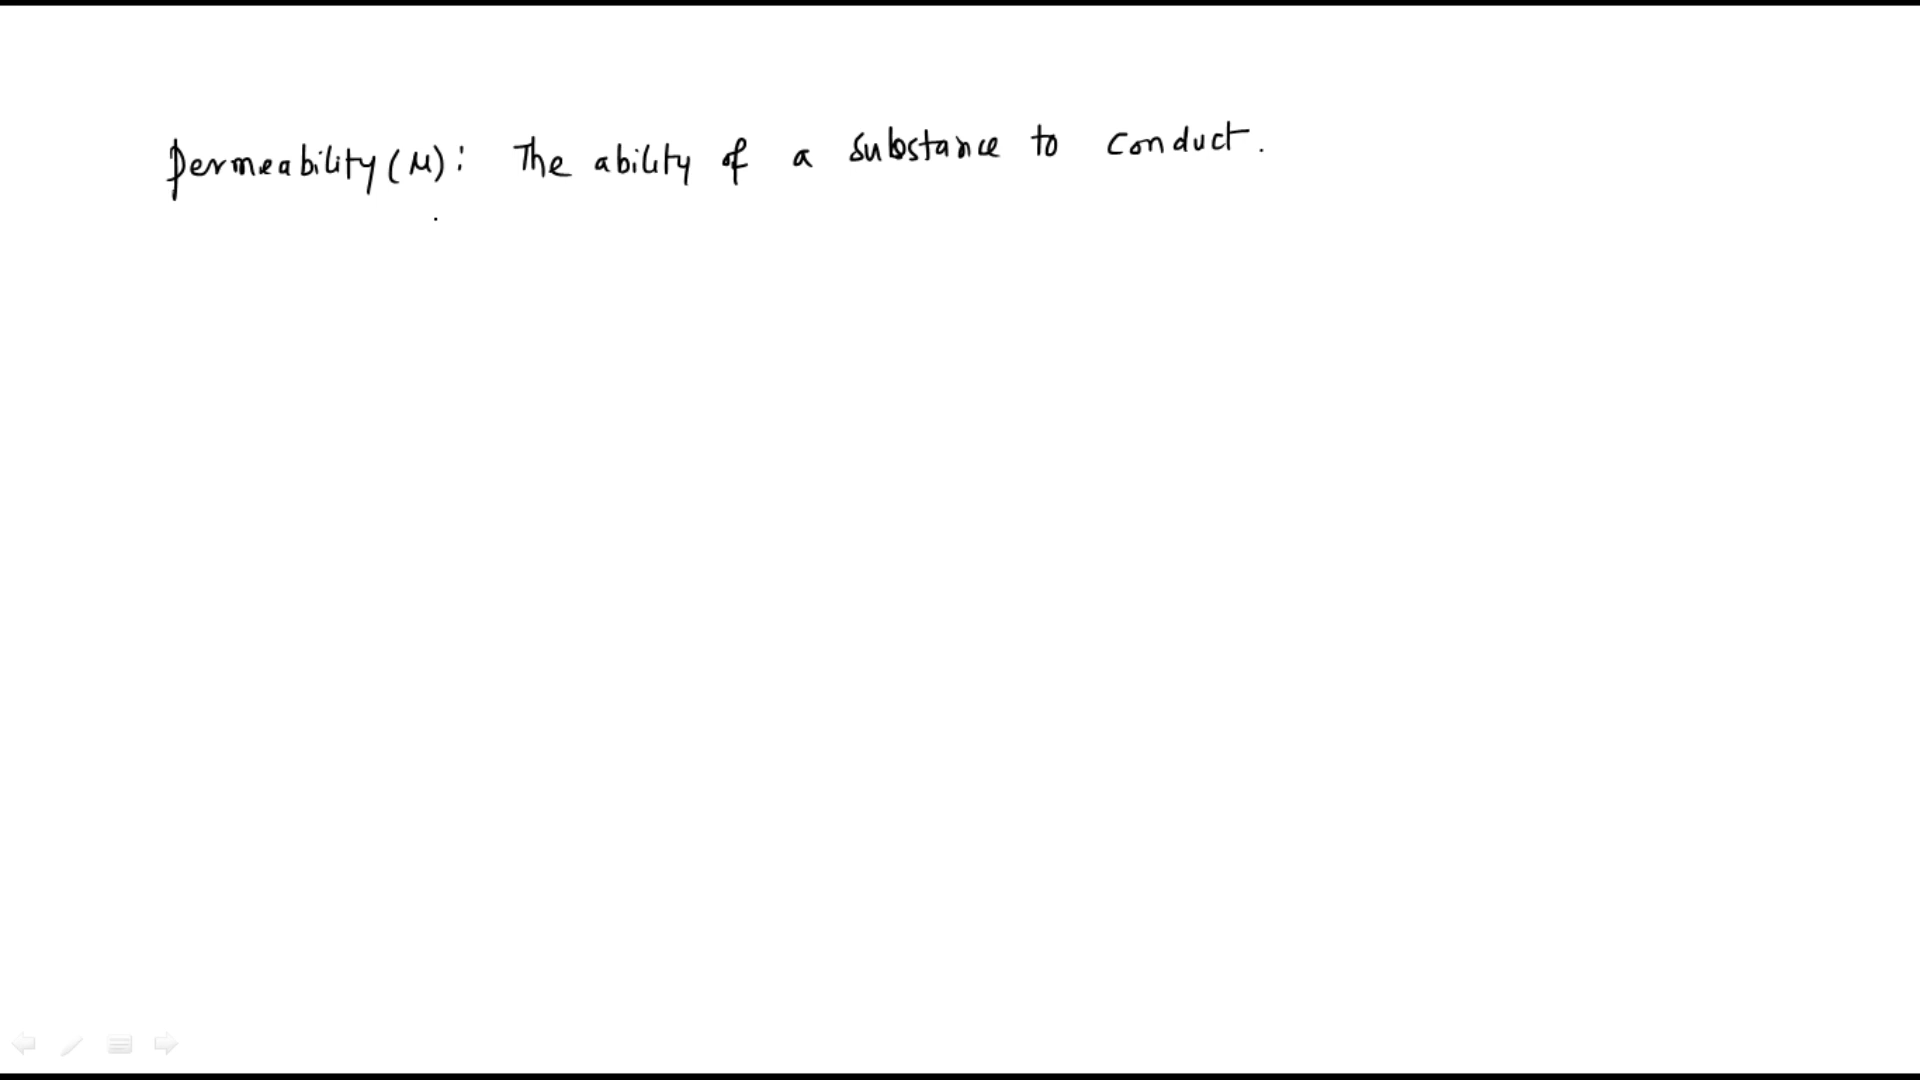 permeability (μ): The ability of a substance to conduct.